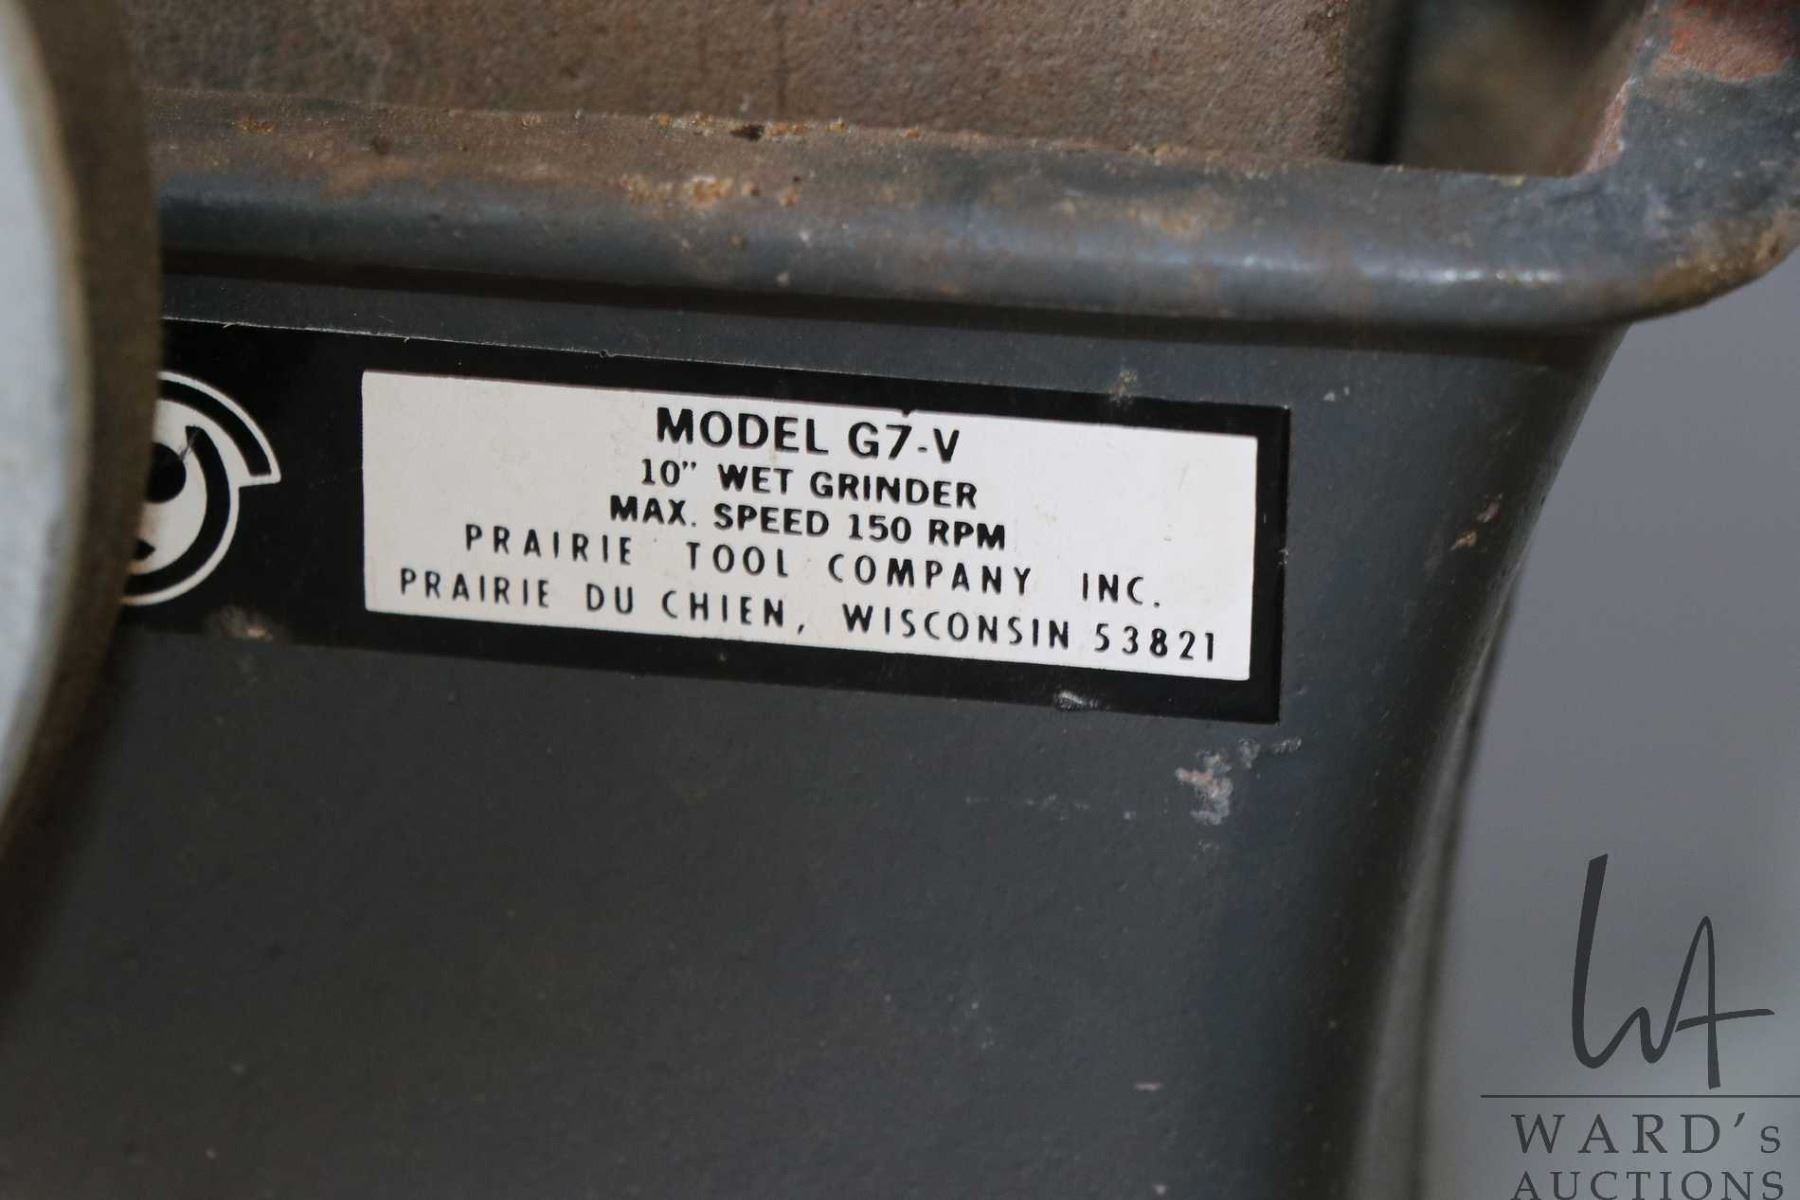 MODEL G7-V
10" WET GRINDER
MAX. SPEED 150 RPM
PRAIRIE TOOL COMPANY INC.
PRAIRIE DU CHIEN, WISCONSIN 53821
WA
WARD's
AUCTIONS